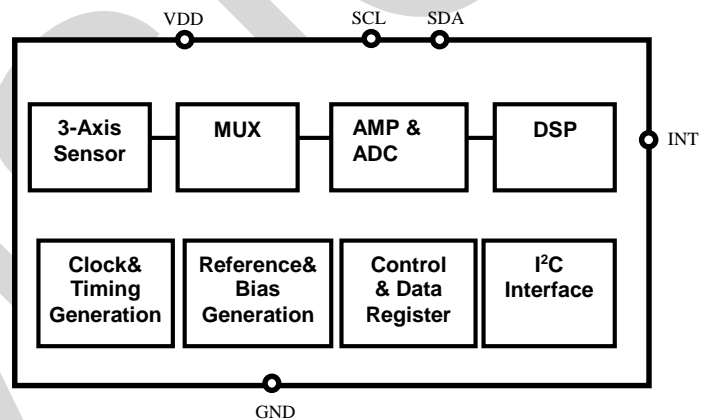 VDD
SCL
SDA
3-Axis
Sensor
MUX
AMP &
ADC
DSP
INT
Clock&
Timing
Generation
Reference&
Bias
Generation
Control
& Data
Register
I²C
Interface
GND